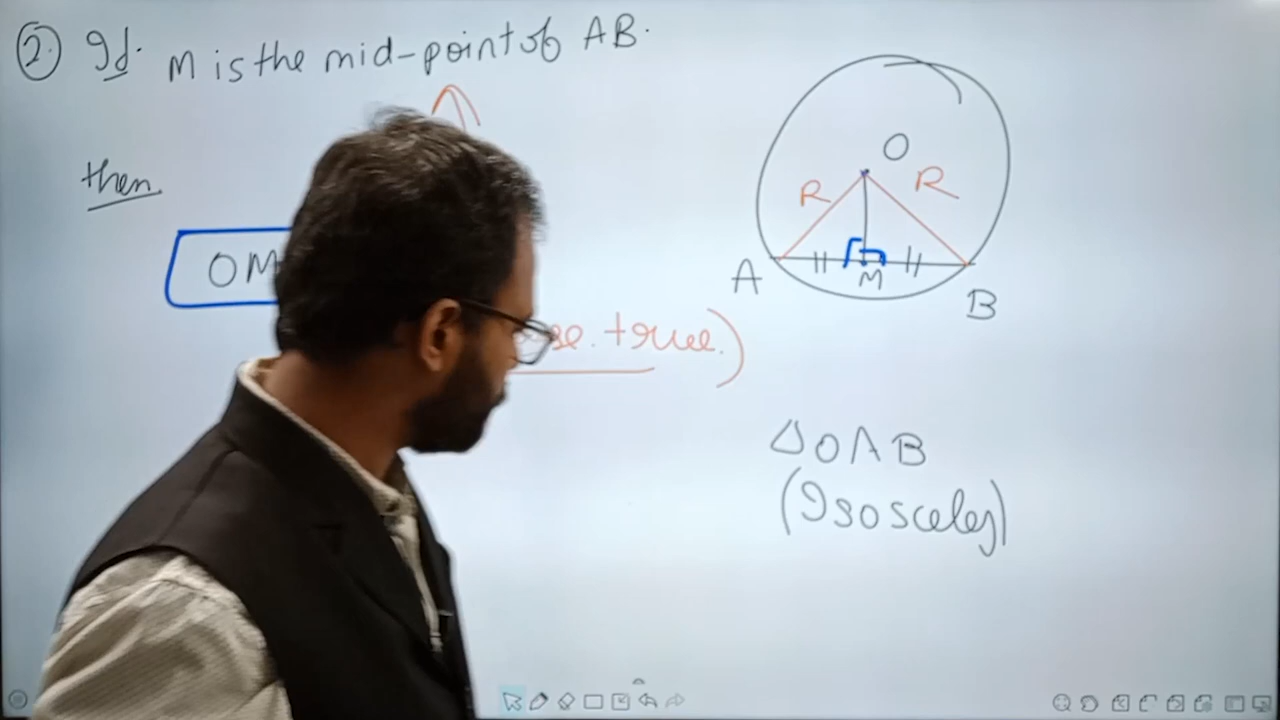 ② If M is the mid-point of AB.
then
OM
true.)
O
R R
A M B
△OAB
(Isosceles)